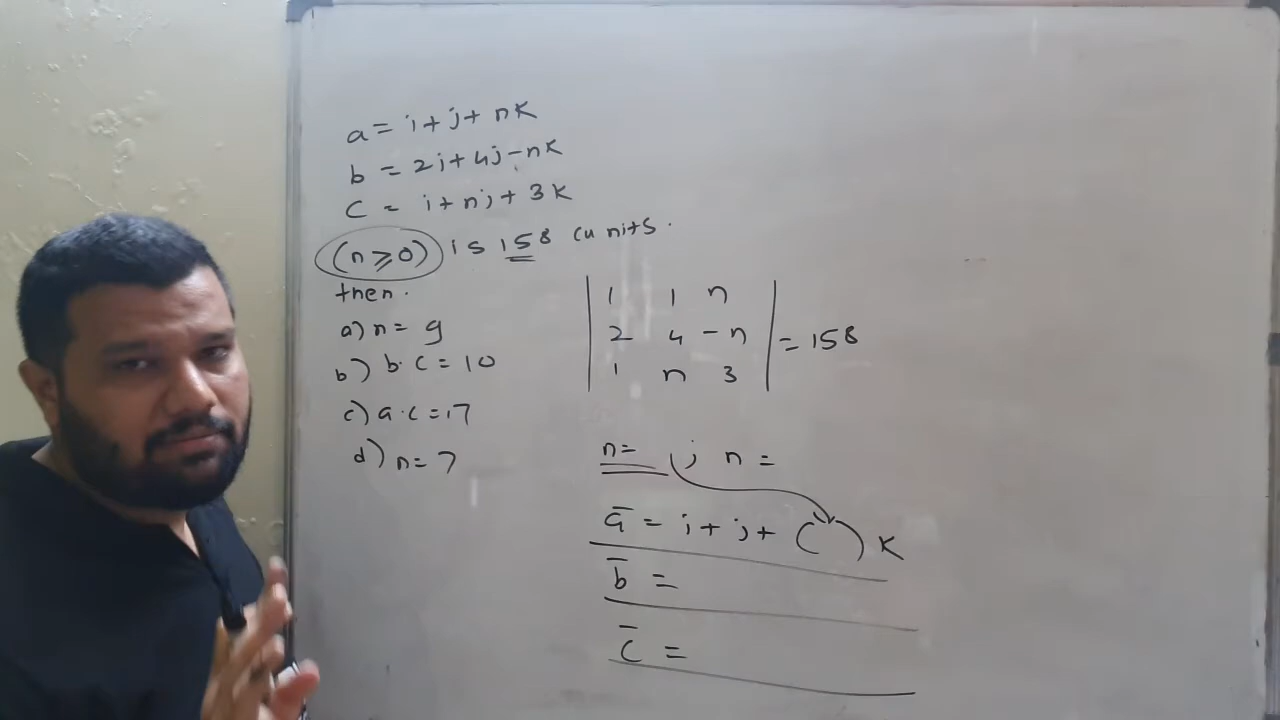 a = i + j + nk
b = 2i + 4j - nk
c = i + nj + 3k
(n ≥ 0) is 158 cu nits.
then.
a) n = 9
b) b. c = 10
c) a. c = 17
d) n = 7
1 1 n
2 4 -n = 158
1 n 3
n = ; n =
a̅ = i + j + ( ) k
b̅ =
c̅ =